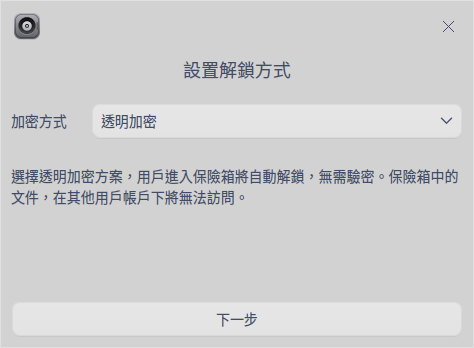 設置解鎖方式
加密方式 透明加密
選擇透明加密方案，用戶進入保險箱將自動解鎖，無需驗密。保險箱中的
文件，在其他用戶帳戶下將無法訪問。
下一步